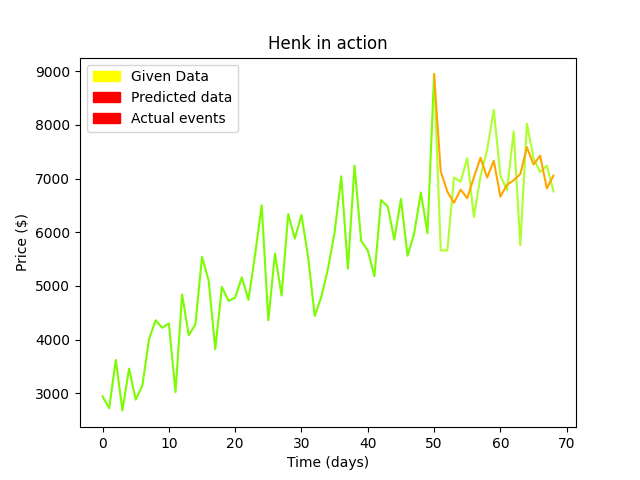 Henk in action
Given Data
Predicted data
Actual events
9000
8000
7000
6000
5000
4000
3000
Price ($)
0 10 20 30 40 50 60 70
Time (days)